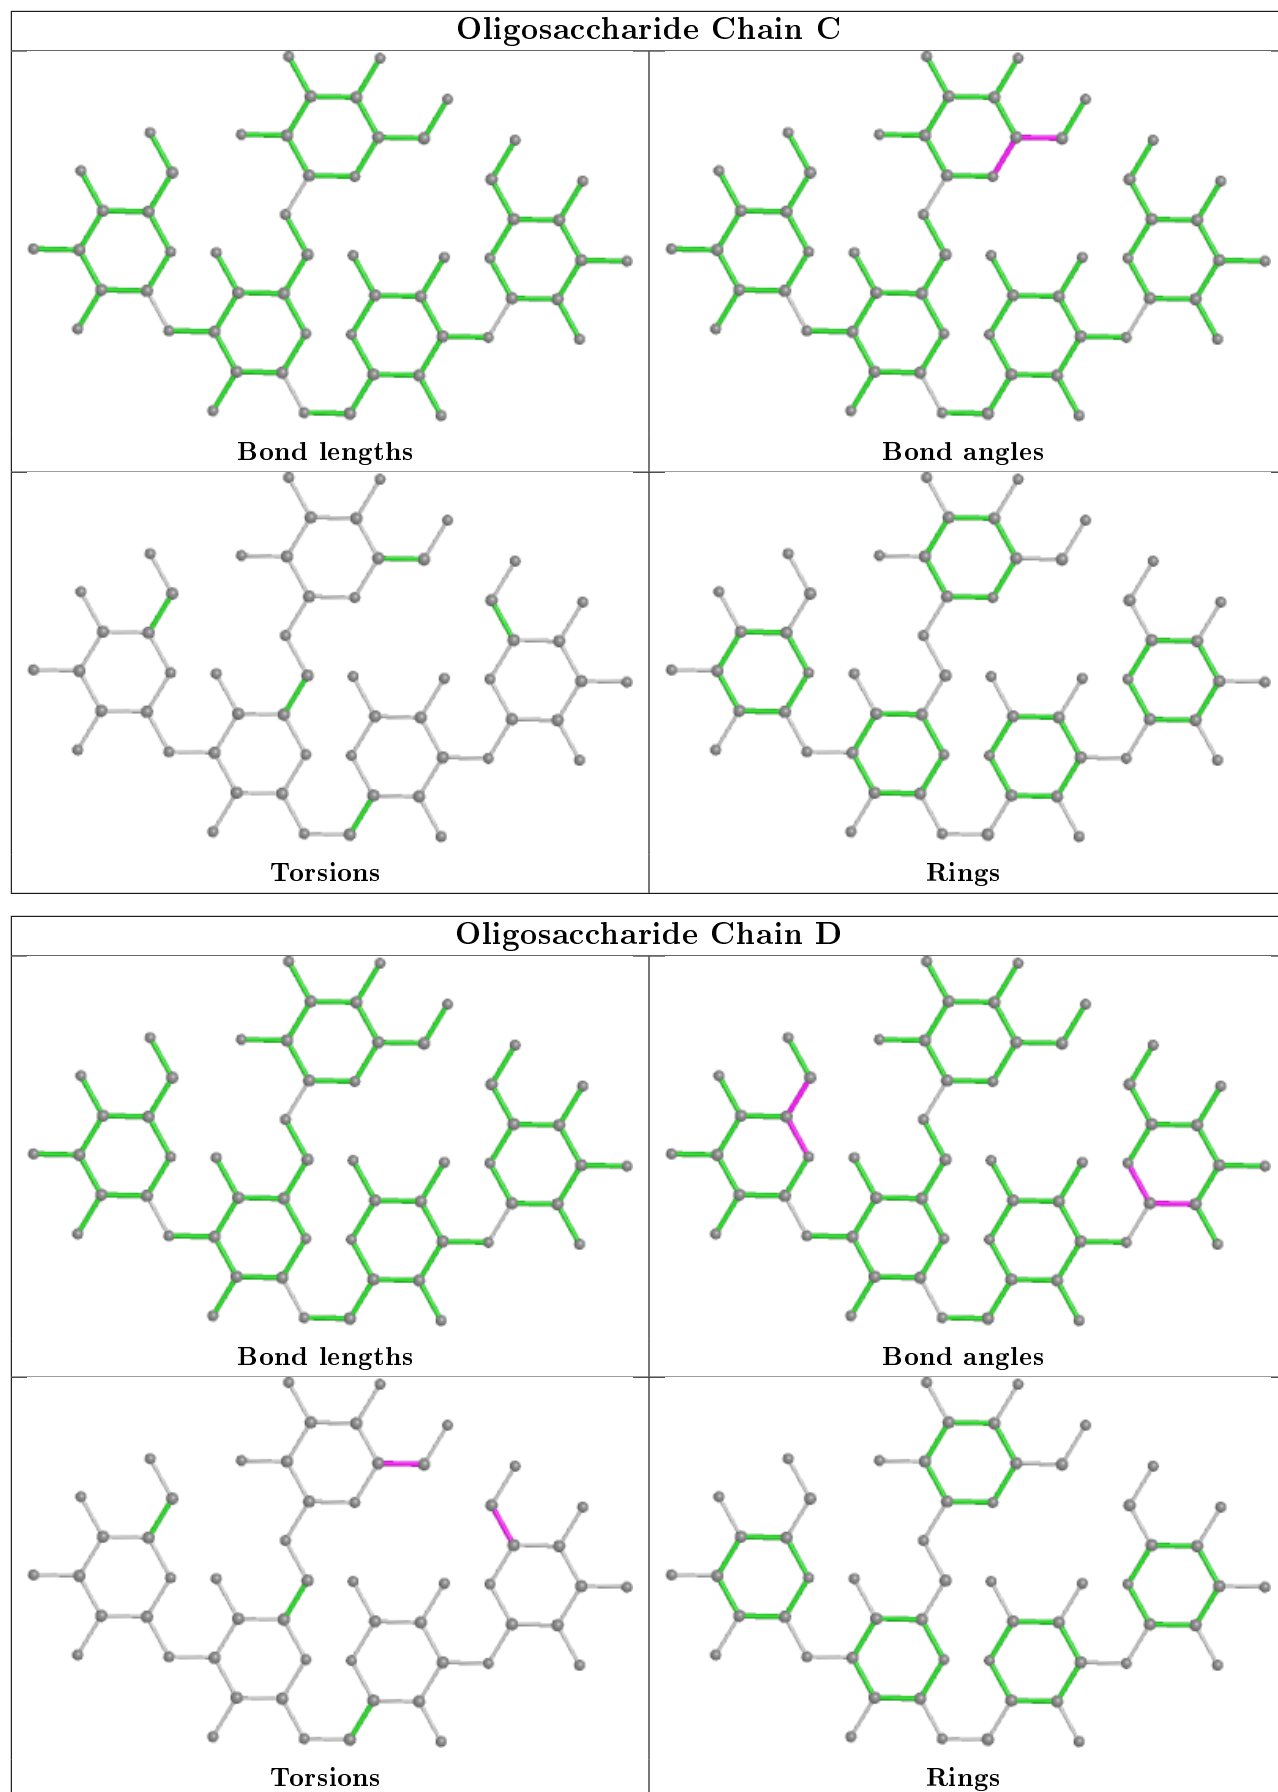 Oligosaccharide Chain C
Bond lengths
Bond angles
Torsions
Rings
Oligosaccharide Chain D
Bond lengths
Bond angles
Torsions
Rings